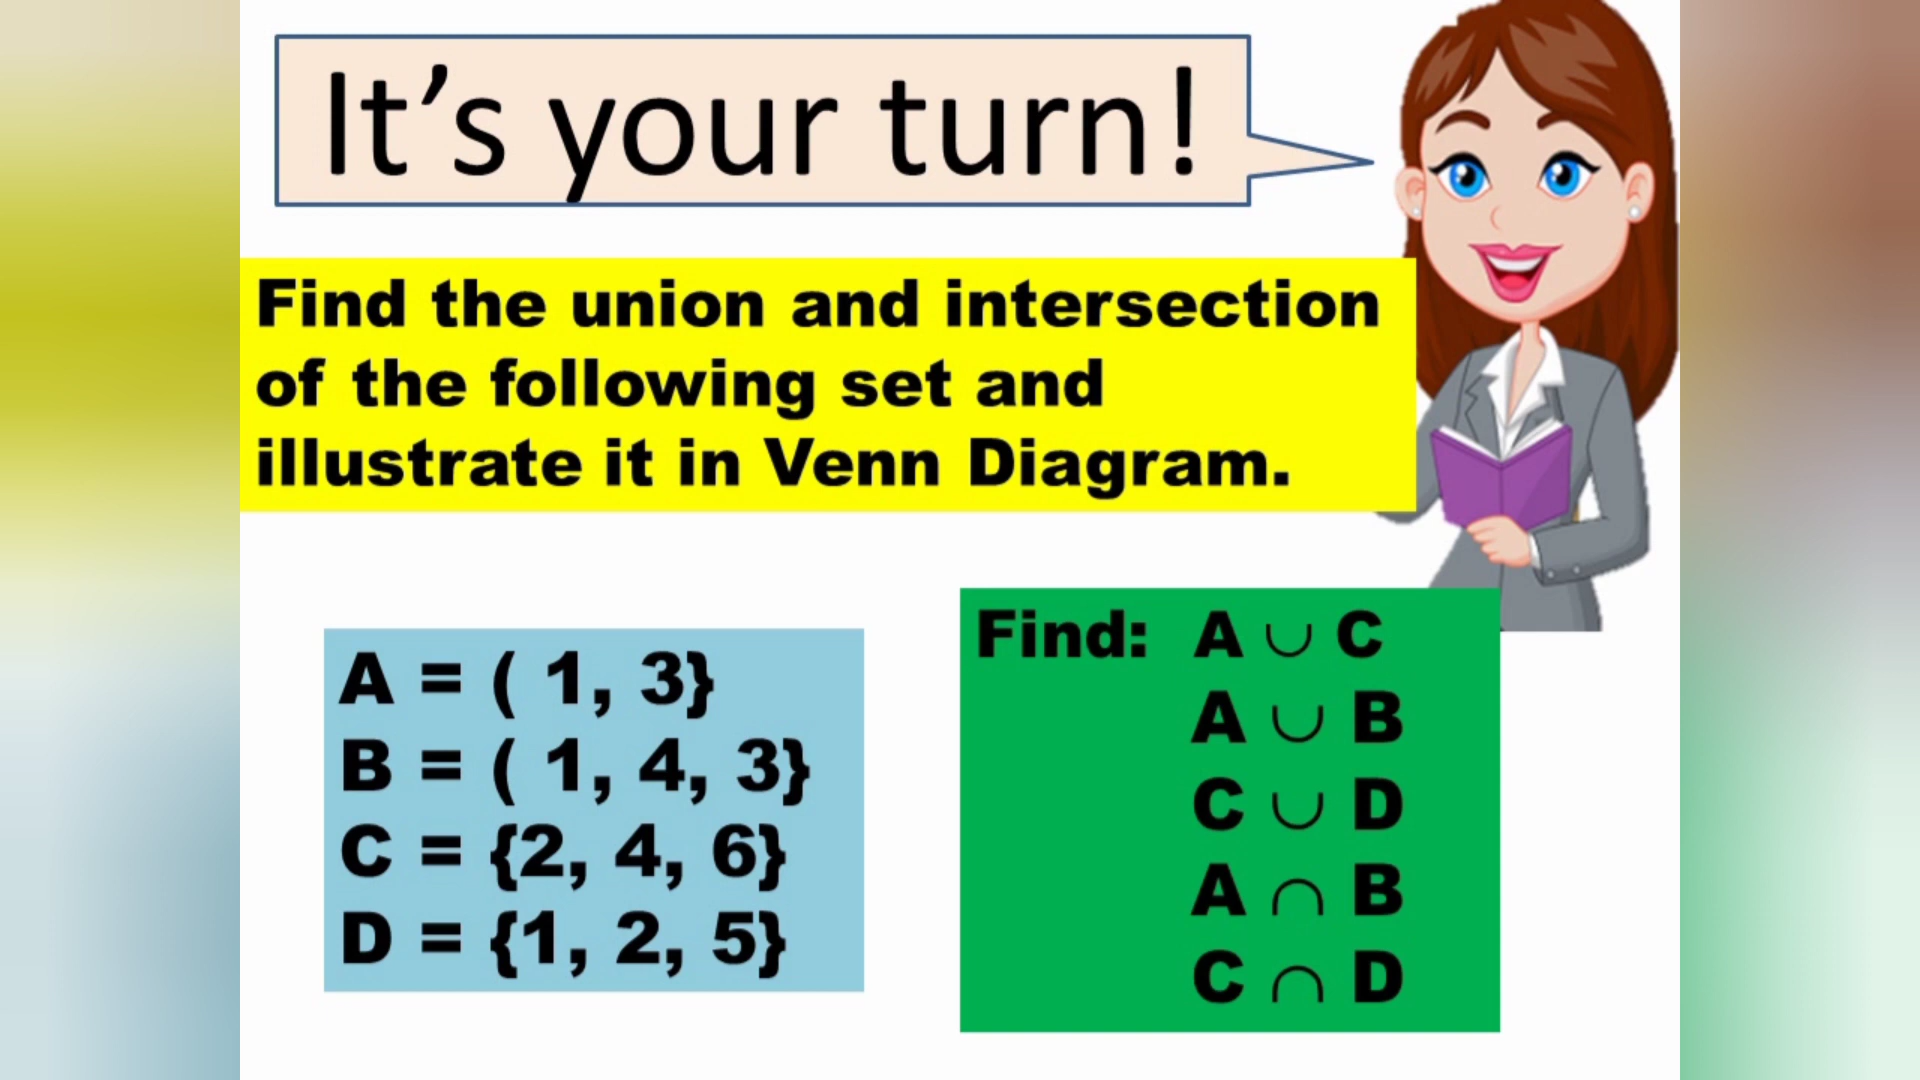 It’s your turn!
Find the union and intersection
of the following set and
illustrate it in Venn Diagram.
A = ( 1, 3}
B = ( 1, 4, 3}
C = {2, 4, 6}
D = {1, 2, 5}
Find: A ∪ C
A ∪ B
C ∪ D
A ∩ B
C ∩ D